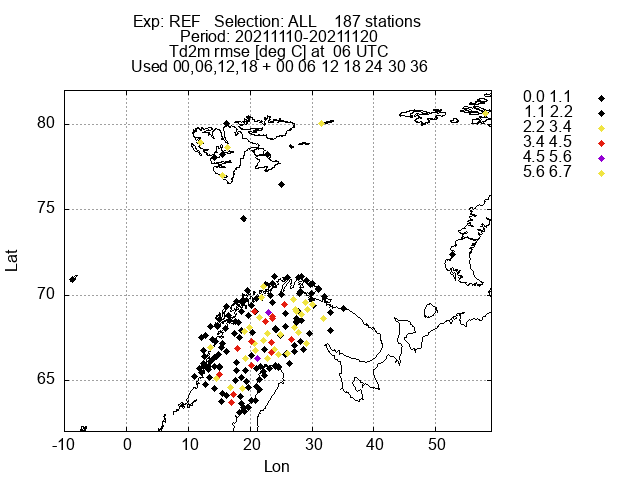 Exp: REF   Selection: ALL    187 stations
Period: 20211110-20211120
Td2m rmse [deg C] at  06 UTC
Used 00,06,12,18 + 00 06 12 18 24 30 36
0.0 1.1
1.1 2.2
2.2 3.4
3.4 4.5
4.5 5.6
5.6 6.7
80
75
70
65
Lat
-10 0 10 20 30 40 50
Lon